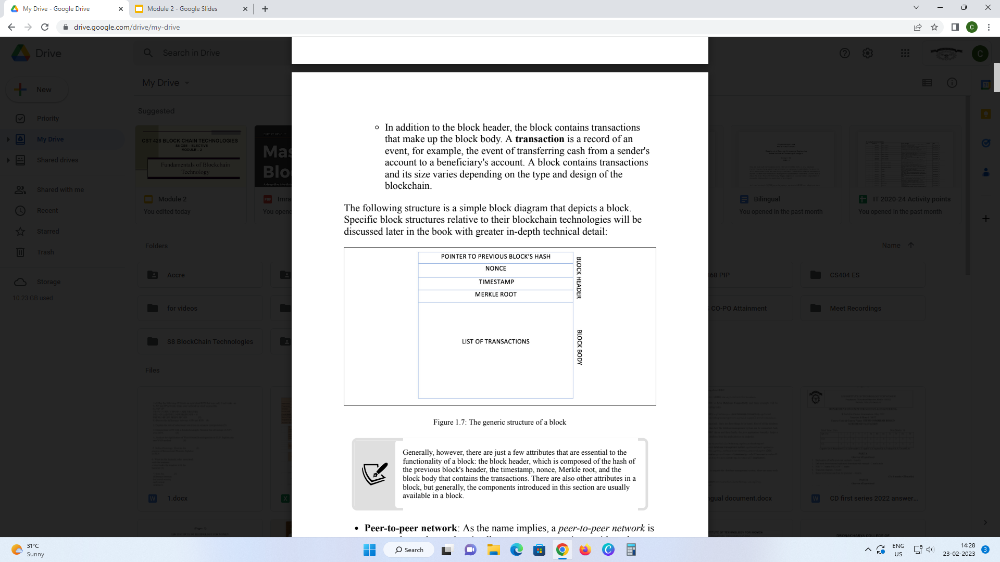 My Drive - Google Drive
Module 2 - Google Slides
drive.google.com/drive/my-drive
C
Drive
Search in Drive
C
New
My Drive
Priority
Suggested
My Drive
CST 428 BLOCK CHAIN TECHNOLOGIES
S8 CSE – ELECTIVE
MODULE – 2
Shared drives
Fundamentals of Blockchain
Technology
Mas
Blo
Shared with me
Module 2
Imra
Bilingual
IT 2020-24 Activity points
Recent
You edited today
You opene
You opened in the past month
You opened in the past month
Starred
Trash
Folders
Name
Storage
10.23 GB used
Accre
368 PIP
CS404 ES
for videos
CO-PO Attainment
Meet Recordings
S8 BlockChain Technologies
Files
1.docx
gual document.docx
CD first series 2022 answer...
In addition to the block header, the block contains transactions
that make up the block body. A transaction is a record of an
event, for example, the event of transferring cash from a sender's
account to a beneficiary's account. A block contains transactions
and its size varies depending on the type and design of the
blockchain.
The following structure is a simple block diagram that depicts a block.
Specific block structures relative to their blockchain technologies will be
discussed later in the book with greater in-depth technical detail:
POINTER TO PREVIOUS BLOCK'S HASH
NONCE
TIMESTAMP
MERKLE ROOT
BLOCK HEADER
LIST OF TRANSACTIONS
BLOCK BODY
Figure 1.7: The generic structure of a block
Generally, however, there are just a few attributes that are essential to the
functionality of a block: the block header, which is composed of the hash of
the previous block's header, the timestamp, nonce, Merkle root, and the
block body that contains the transactions. There are also other attributes in a
block, but generally, the components introduced in this section are usually
available in a block.
• Peer-to-peer network: As the name implies, a peer-to-peer network is
31°C
Sunny
Search
ENG
US
14:28
23-02-2023
3